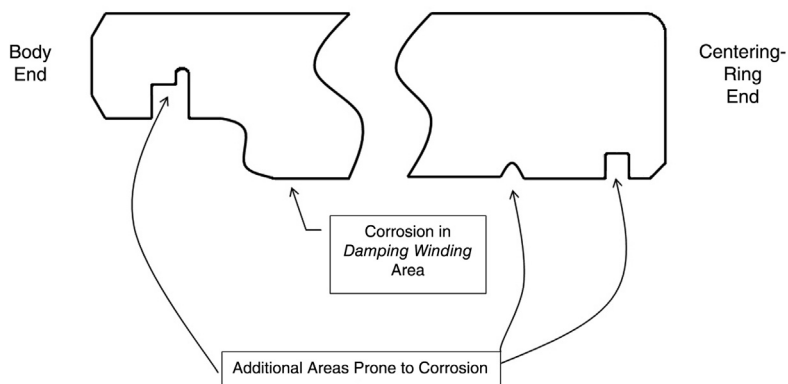 Body
End
Centering-
Ring
End
Corrosion in
Damping Winding
Area
Additional Areas Prone to Corrosion